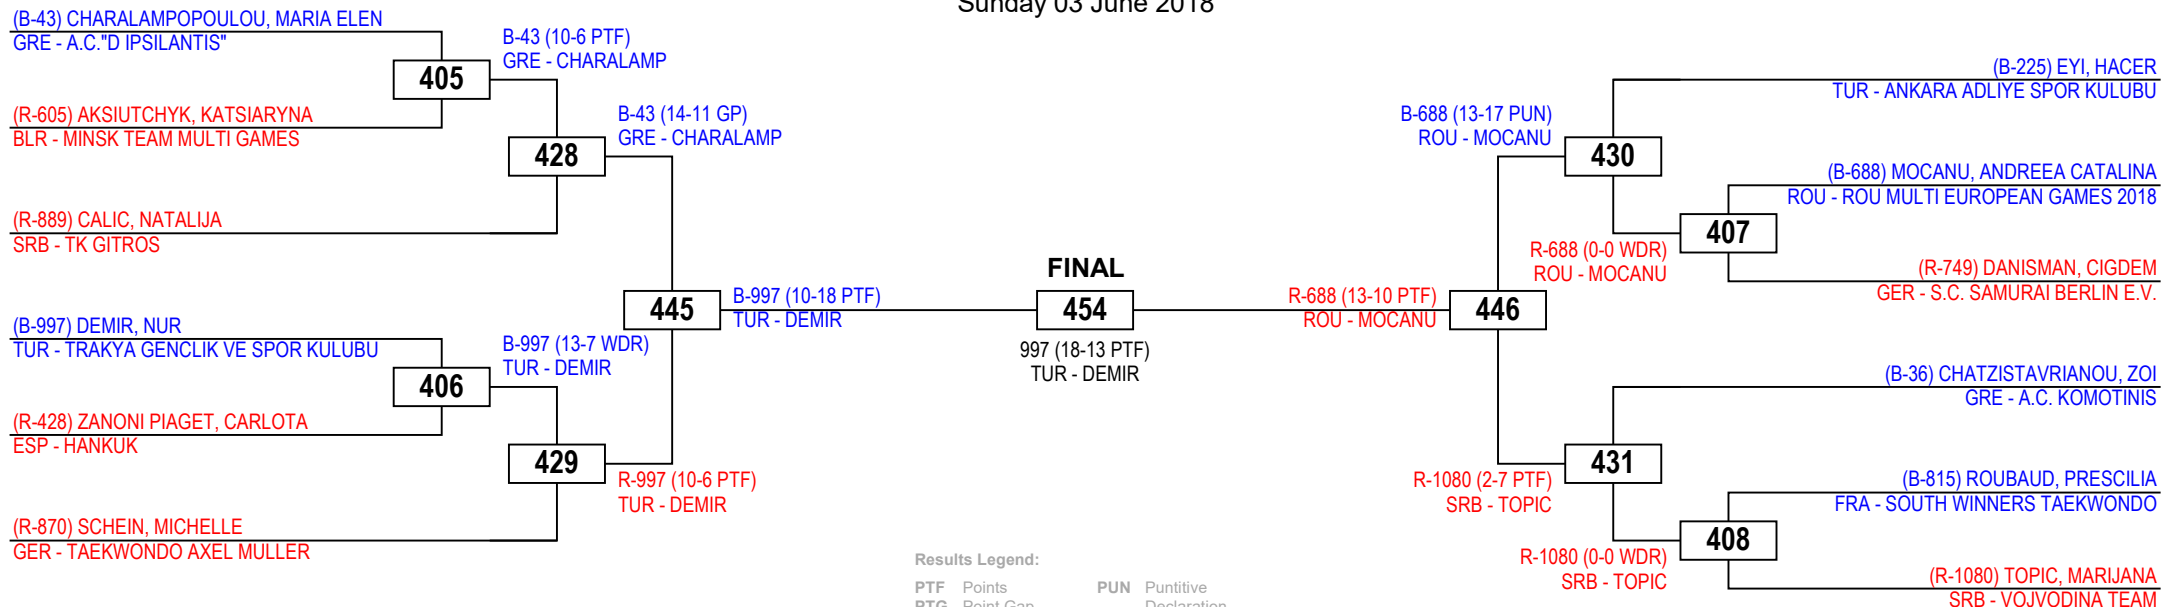 Sunday 03 June 2018
(B-43) CHARALAMPOPOULOU, MARIA ELEN
GRE - A.C."D IPSILANTIS"
405
(R-605) AKSIUTCHYK, KATSIARYNA
BLR - MINSK TEAM MULTI GAMES
B-43 (10-6 PTF)
GRE - CHARALAMP
428
(R-889) CALIC, NATALIJA
SRB - TK GITROS
B-43 (14-11 GP)
GRE - CHARALAMP
445
(B-997) DEMIR, NUR
TUR - TRAKYA GENCLIK VE SPOR KULUBU
406
(R-428) ZANONI PIAGET, CARLOTA
ESP - HANKUK
B-997 (13-7 WDR)
TUR - DEMIR
429
(R-870) SCHEIN, MICHELLE
GER - TAEKWONDO AXEL MULLER
R-997 (10-6 PTF)
TUR - DEMIR
B-997 (10-18 PTF)
TUR - DEMIR
FINAL
454
997 (18-13 PTF)
TUR - DEMIR
R-688 (13-10 PTF)
ROU - MOCANU
446
B-688 (13-17 PUN)
ROU - MOCANU
430
(B-225) EYI, HACER
TUR - ANKARA ADLIYE SPOR KULUBU
(B-688) MOCANU, ANDREEA CATALINA
ROU - ROU MULTI EUROPEAN GAMES 2018
407
R-688 (0-0 WDR)
ROU - MOCANU
(R-749) DANISMAN, CIGDEM
GER - S.C. SAMURAI BERLIN E.V.
(B-36) CHATZISTAVRIANOU, ZOI
GRE - A.C. KOMOTINIS
431
R-1080 (2-7 PTF)
SRB - TOPIC
(B-815) ROUBAUD, PRESCILIA
FRA - SOUTH WINNERS TAEKWONDO
408
R-1080 (0-0 WDR)
SRB - TOPIC
(R-1080) TOPIC, MARIJANA
SRB - VOJVODINA TEAM
Results Legend:
PTF Points PUN Puntitive
PTG Point Gap Declaration